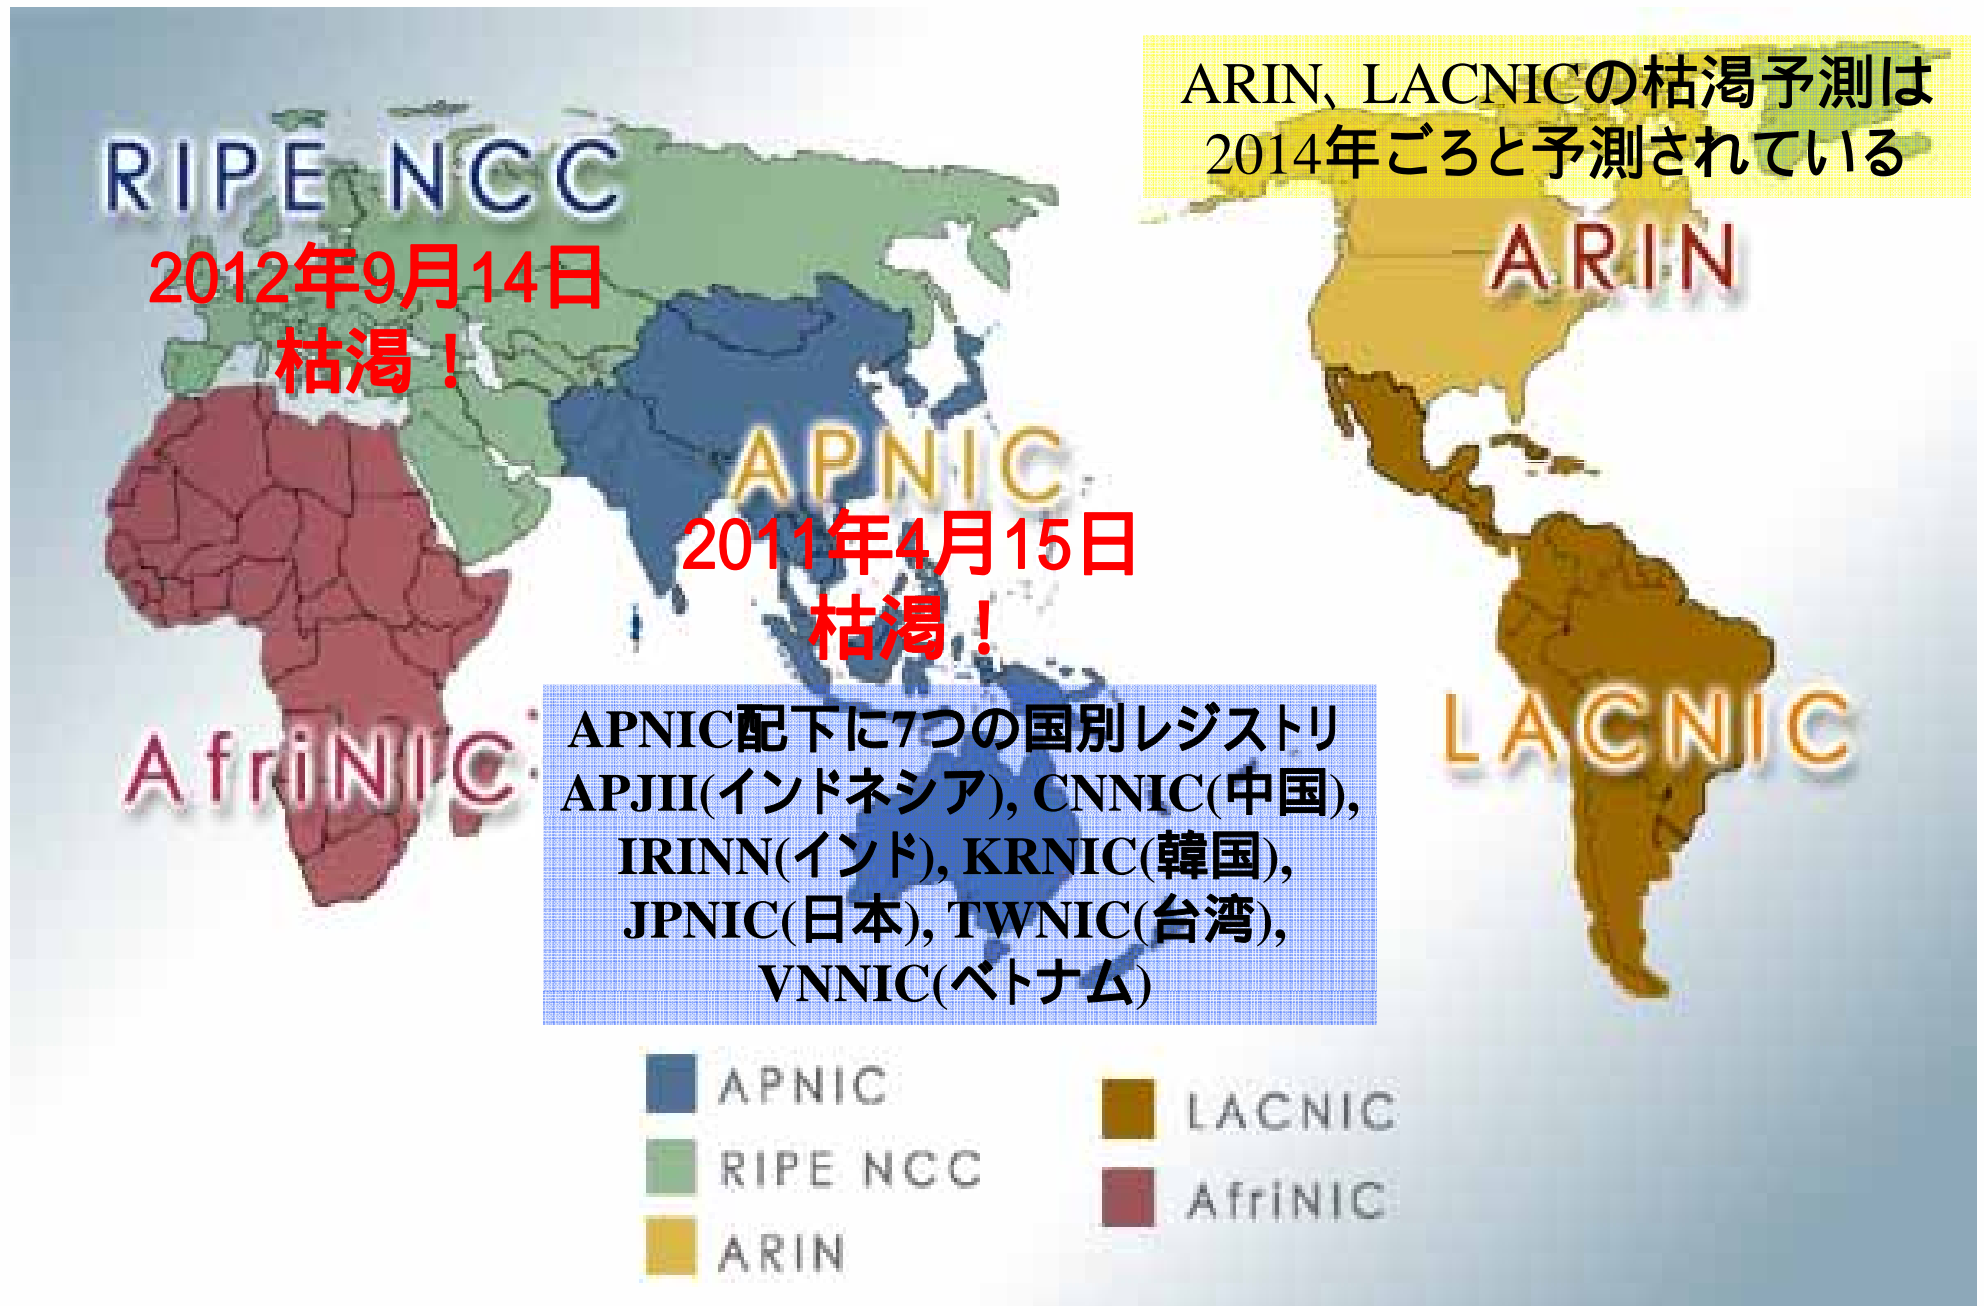 ARIN、LACNICの枯渇予測は
2014年ごろと予測されている
RIPE NCC
2012年9月14日
枯渇！
ARIN
APNIC
2011年4月15日
枯渇！
AfriNIC
LACNIC
APNIC配下に7つの国別レジストリ
APJII(インドネシア), CNNIC(中国),
IRINN(インド), KRNIC(韓国),
JPNIC(日本), TWNIC(台湾),
VNNIC(ベトナム)
APNIC
RIPE NCC
ARIN
LACNIC
AfriNIC